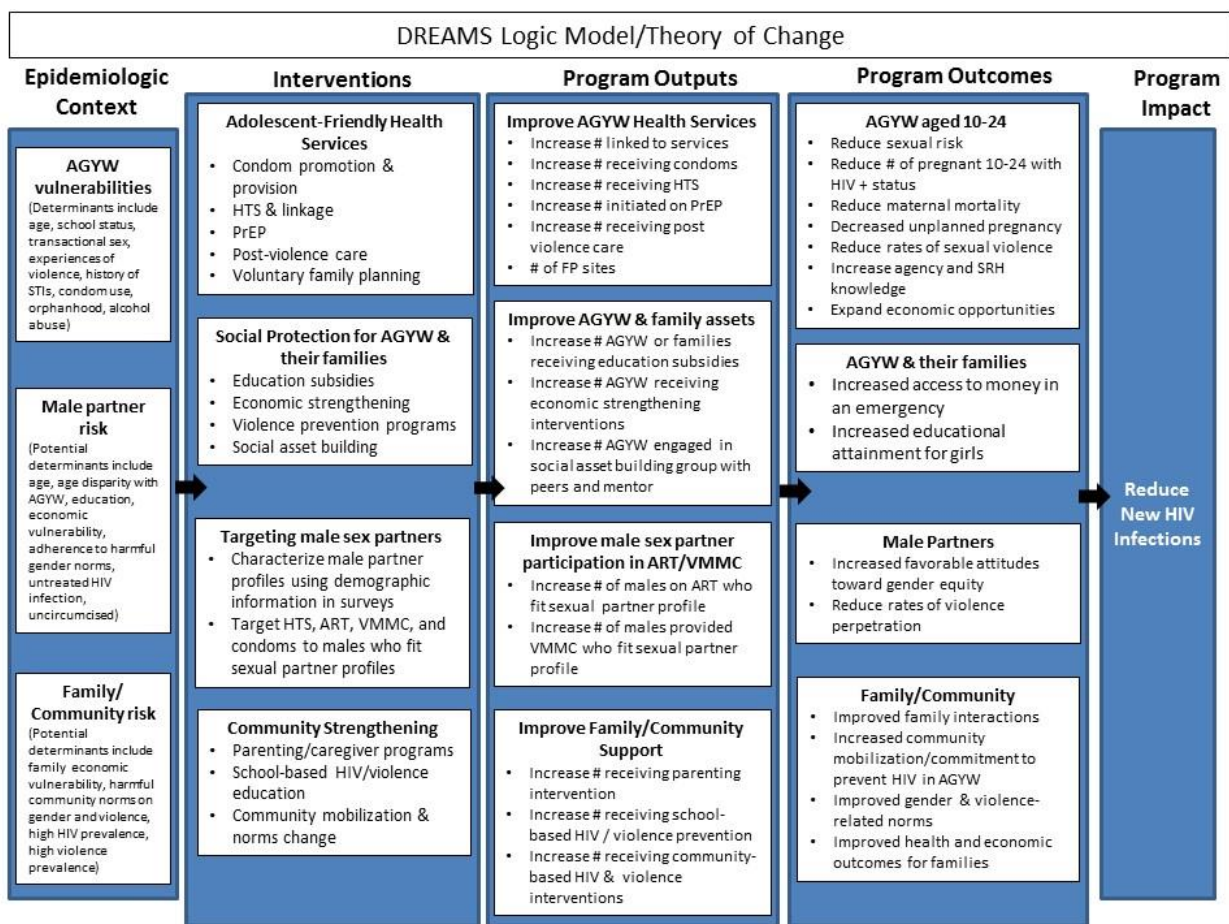 DREAMS Logic Model/Theory of Change
Epidemiologic
Context
AGYW
vulnerabilities
(Determinants include
age, school status,
transactional sex,
experiences of
violence, history of
STIs, condom use,
orphanhood, alcohol
abuse)
Male partner
risk
(Potential
determinants include
age, age disparity with
AGYW, education,
economic
vulnerability,
adherence to harmful
gender norms,
untreated HIV
infection,
uncircumcised)
Family/
Community risk
(Potential
determinants include
family economic
vulnerability, harmful
community norms on
gender and violence,
high HIV prevalence,
high violence
prevalence)
Interventions
Adolescent-Friendly Health
Services
• Condom promotion &
provision
• HTS & linkage
• PrEP
• Post-violence care
• Voluntary family planning
Social Protection for AGYW &
their families
• Education subsidies
• Economic strengthening
• Violence prevention programs
• Social asset building
Targeting male sex partners
• Characterize male partner
profiles using demographic
information in surveys
• Target HTS, ART, VMMC, and
condoms to males who fit
sexual partner profiles
Community Strengthening
• Parenting/caregiver programs
• School-based HIV/violence
education
• Community mobilization &
norms change
Program Outputs
Improve AGYW Health Services
• Increase # linked to services
• Increase # receiving condoms
• Increase # receiving HTS
• Increase # initiated on PrEP
• Increase # receiving post
violence care
• # of FP sites
Improve AGYW & family assets
• Increase # AGYW or families
receiving education subsidies
• Increase # AGYW receiving
economic strengthening
interventions
• Increase # AGYW engaged in
social asset building group with
peers and mentor
Improve male sex partner
participation in ART/VMMC
• Increase # of males on ART who
fit sexual partner profile
• Increase # of males provided
VMMC who fit sexual partner
profile
Improve Family/Community
Support
• Increase # receiving parenting
intervention
• Increase # receiving school-
based HIV / violence prevention
• Increase # receiving community-
based HIV & violence
interventions
Program Outcomes
AGYW aged 10-24
• Reduce sexual risk
• Reduce # of pregnant 10-24 with
HIV + status
• Reduce maternal mortality
• Decreased unplanned pregnancy
• Reduce rates of sexual violence
• Increase agency and SRH
knowledge
• Expand economic opportunities
AGYW & their families
• Increased access to money in
an emergency
• Increased educational
attainment for girls
Male Partners
• Increased favorable attitudes
toward gender equity
• Reduce rates of violence
perpetration
Family/Community
• Improved family interactions
• Increased community
mobilization/commitment to
prevent HIV in AGYW
• Improved gender & violence-
related norms
• Improved health and economic
outcomes for families
Program
Impact
Reduce
New HIV
Infections